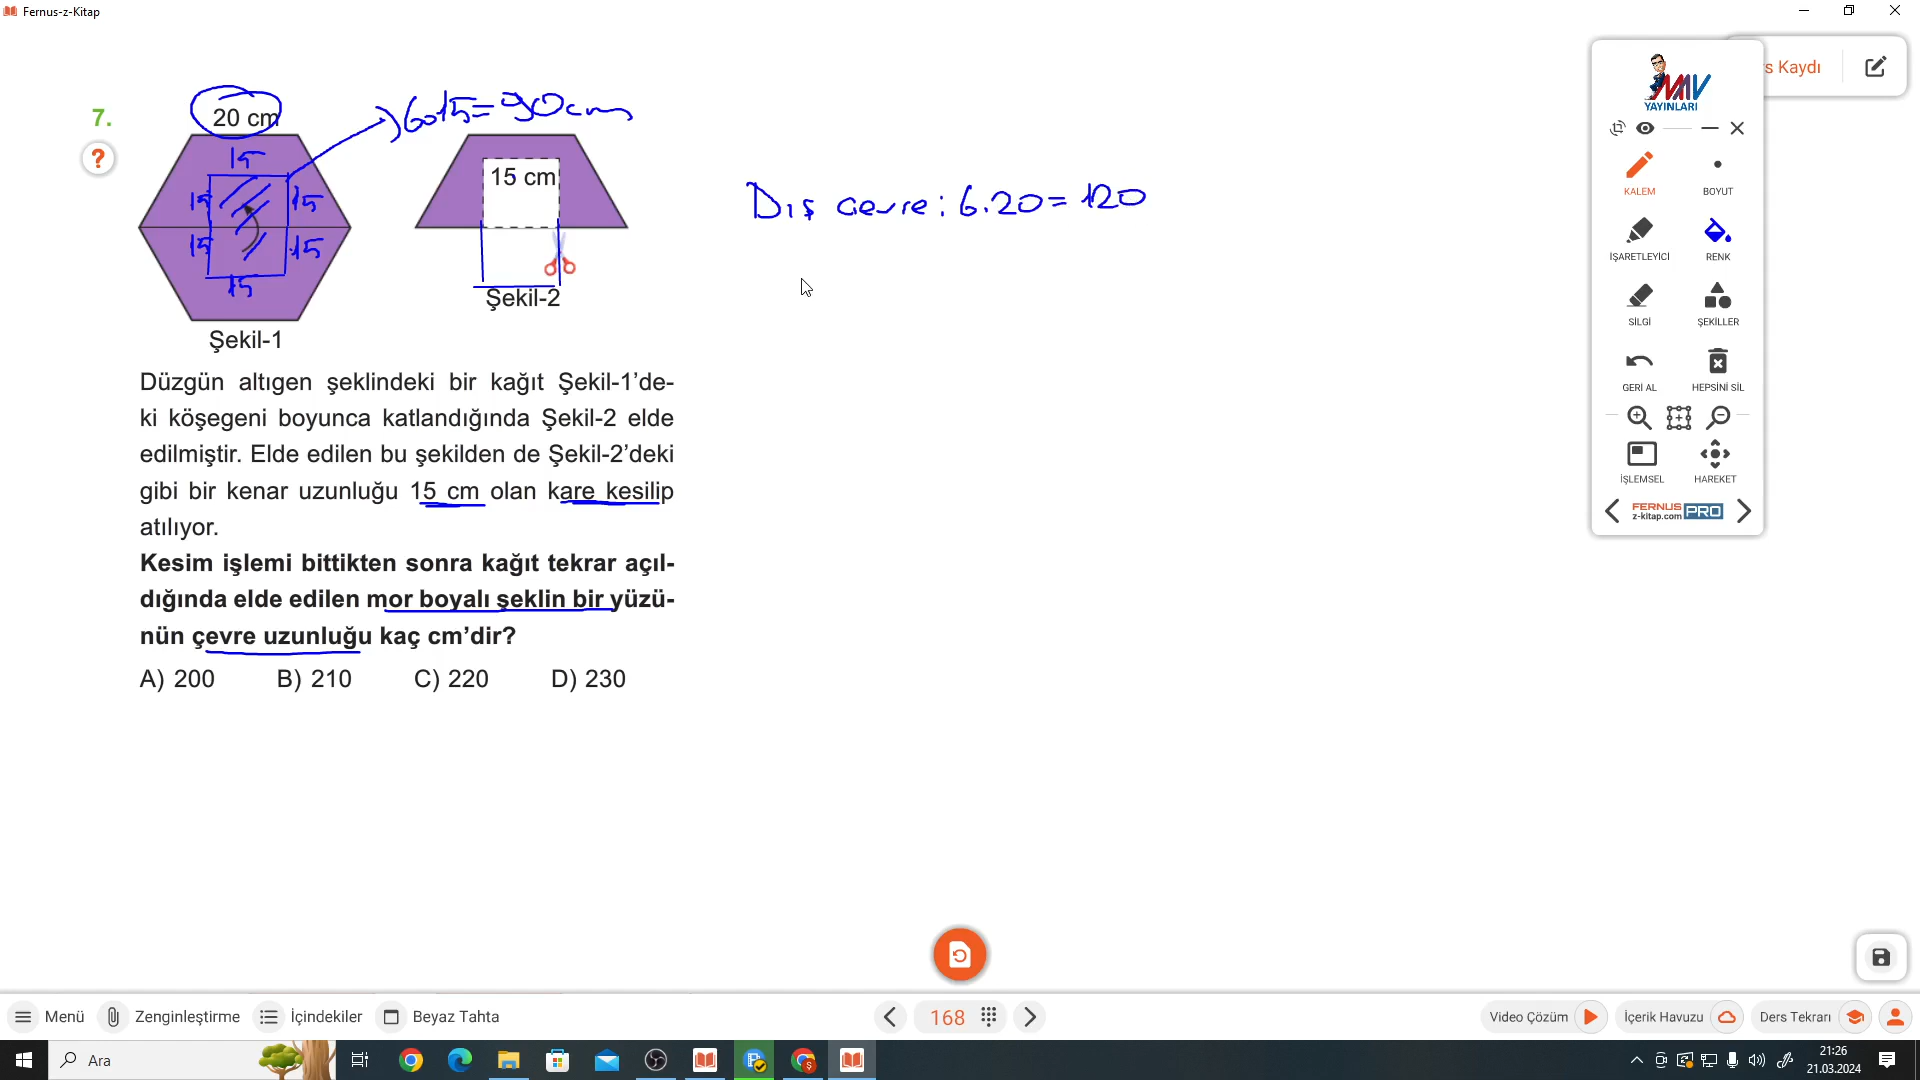 Fernus-z-Kitap
7.
20 cm
6.15=90cm
15
15
15
15
15
15
Şekil-1
15 cm
Şekil-2
Dış çevre: 6.20=120
Düzgün altıgen şeklindeki bir kağıt Şekil-1’de-
ki köşegeni boyunca katlandığında Şekil-2 elde
edilmiştir. Elde edilen bu şekilden de Şekil-2’deki
gibi bir kenar uzunluğu 15 cm olan kare kesilip
atılıyor.
Kesim işlemi bittikten sonra kağıt tekrar açıl-
dığında elde edilen mor boyalı şeklin bir yüzü-
nün çevre uzunluğu kaç cm’dir?
A) 200 B) 210 C) 220 D) 230
s Kaydı
YAYINLARI
KALEM BOYUT
İŞARETLEYİCİ RENK
SİLGİ ŞEKİLLER
GERİ AL HEPSİNİ SİL
İŞLEMSEL HAREKET
FERNUS
z-kitap.com PRO
Menü Zenginleştirme İçindekiler Beyaz Tahta 168 Video Çözüm İçerik Havuzu Ders Tekrarı
Ara
21:26
21.03.2024